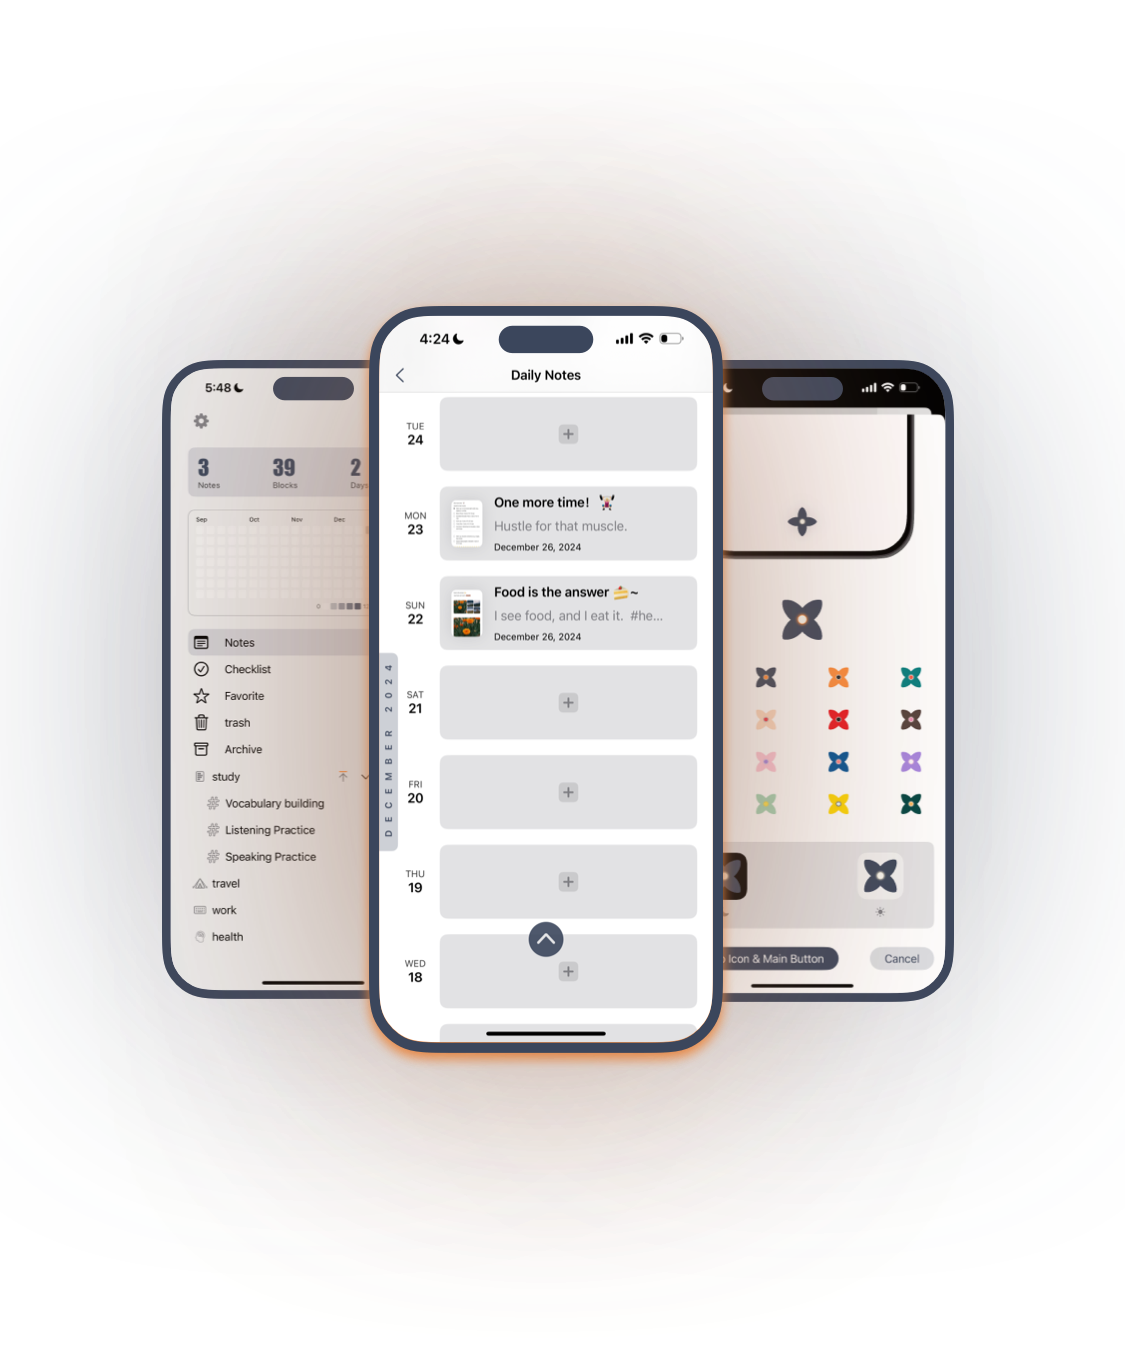 5:48
3
39
2
Notes
Blocks
Days
Sep
Oct
Nov
Dec
Notes
Checklist
Favorite
trash
Archive
study
Vocabulary building
Listening Practice
Speaking Practice
travel
work
health
4:24
Daily Notes
DECEMBER 2024
TUE
24
MON
23
One more time!
Hustle for that muscle.
December 26, 2024
SUN
22
Food is the answer 🍰~
I see food, and I eat it. #he...
December 26, 2024
SAT
21
FRI
20
THU
19
WED
18
Icon & Main Button
Cancel